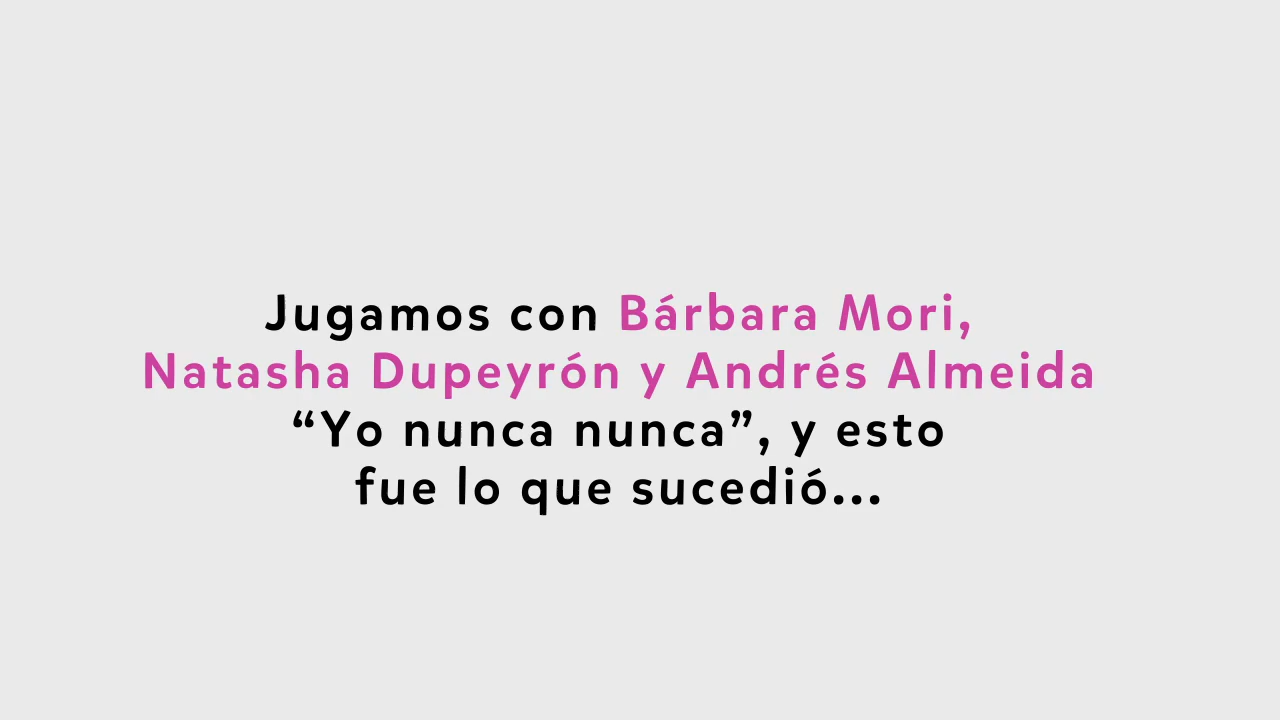 Jugamos con Bárbara Mori,
Natasha Dupeyrón y Andrés Almeida
“Yo nunca nunca”, y esto
fue lo que sucedió...